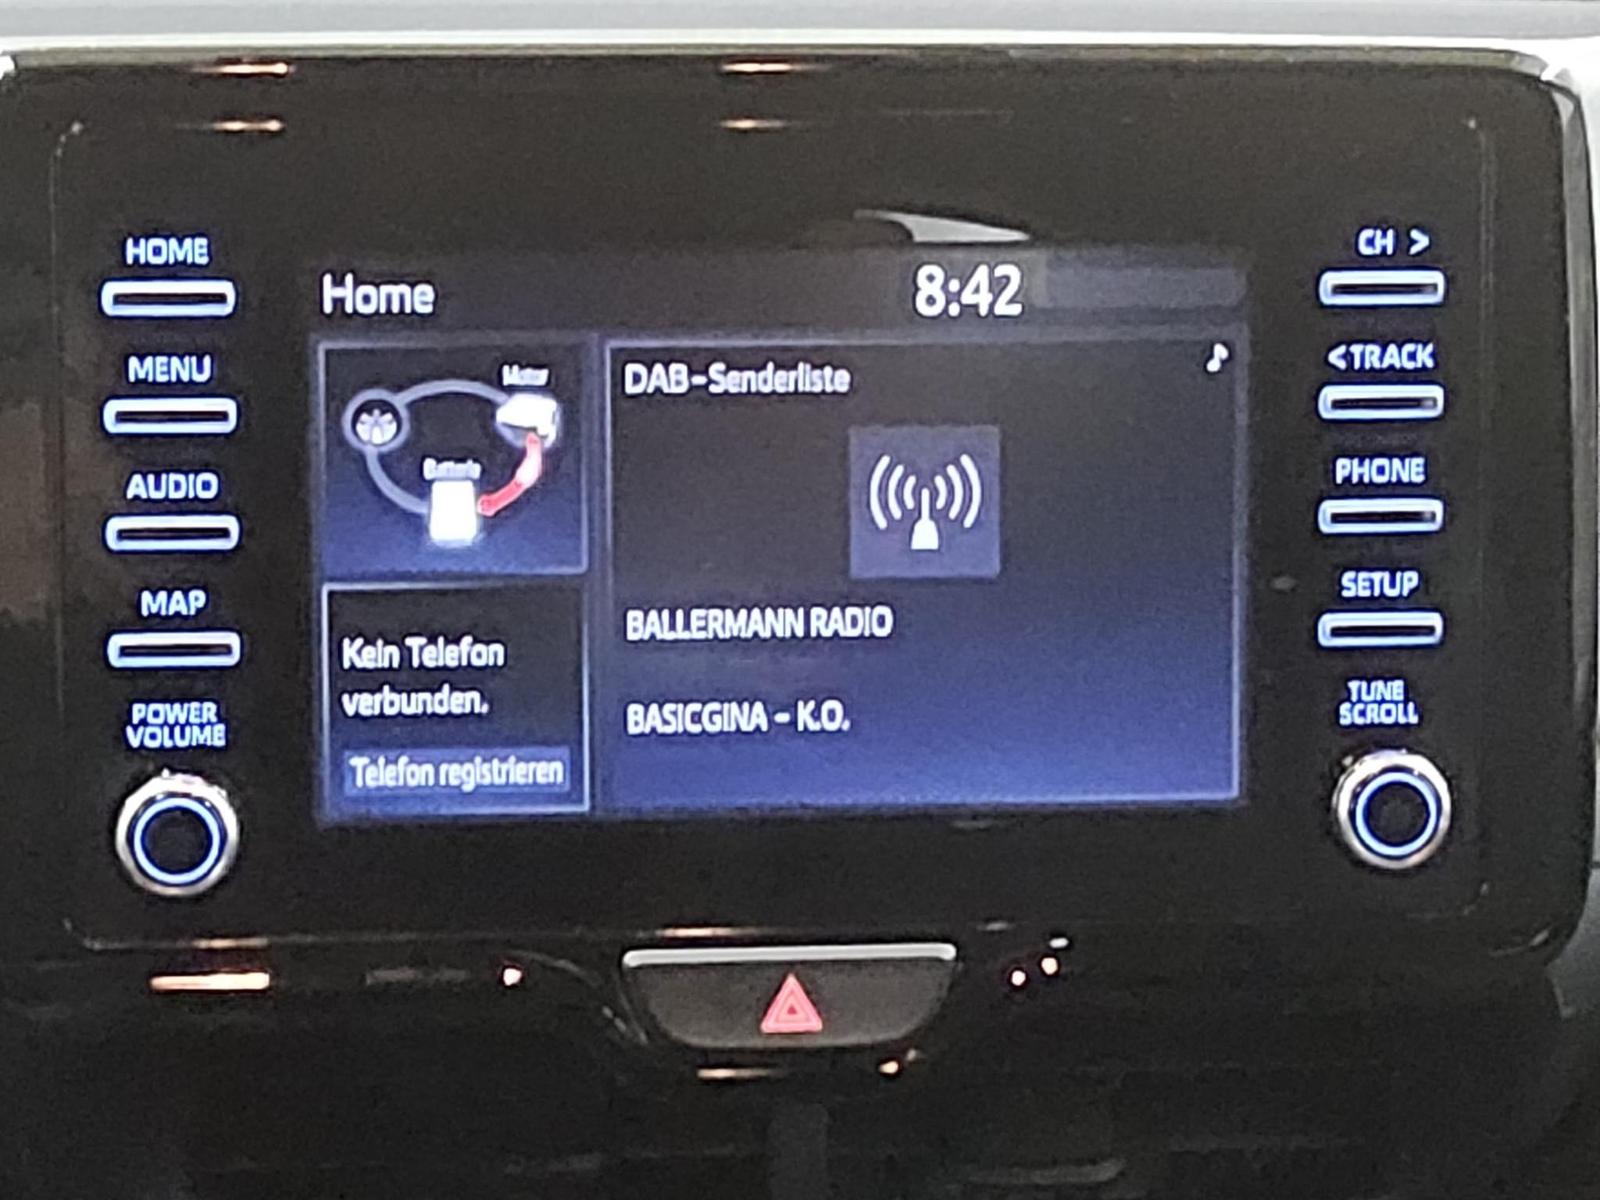 HOME
MENU
AUDIO
MAP
POWER
VOLUME
Home
8:42
Motor
Batterie
Kein Telefon
verbunden.
Telefon registrieren
DAB-Senderliste
BALLERMANN RADIO
BASICGINA - K.O.
CH >
<TRACK
PHONE
SETUP
TUNE
SCROLL